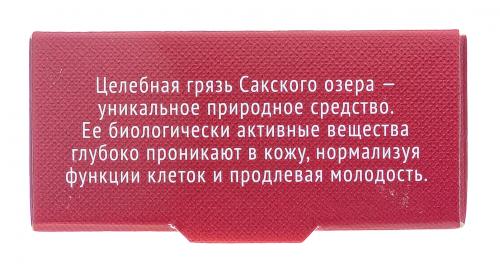 Целебная грязь Сакского озера —
уникальное природное средство.
Ее биологически активные вещества
глубоко проникают в кожу, нормализуя
функции клеток и продлевая молодость.